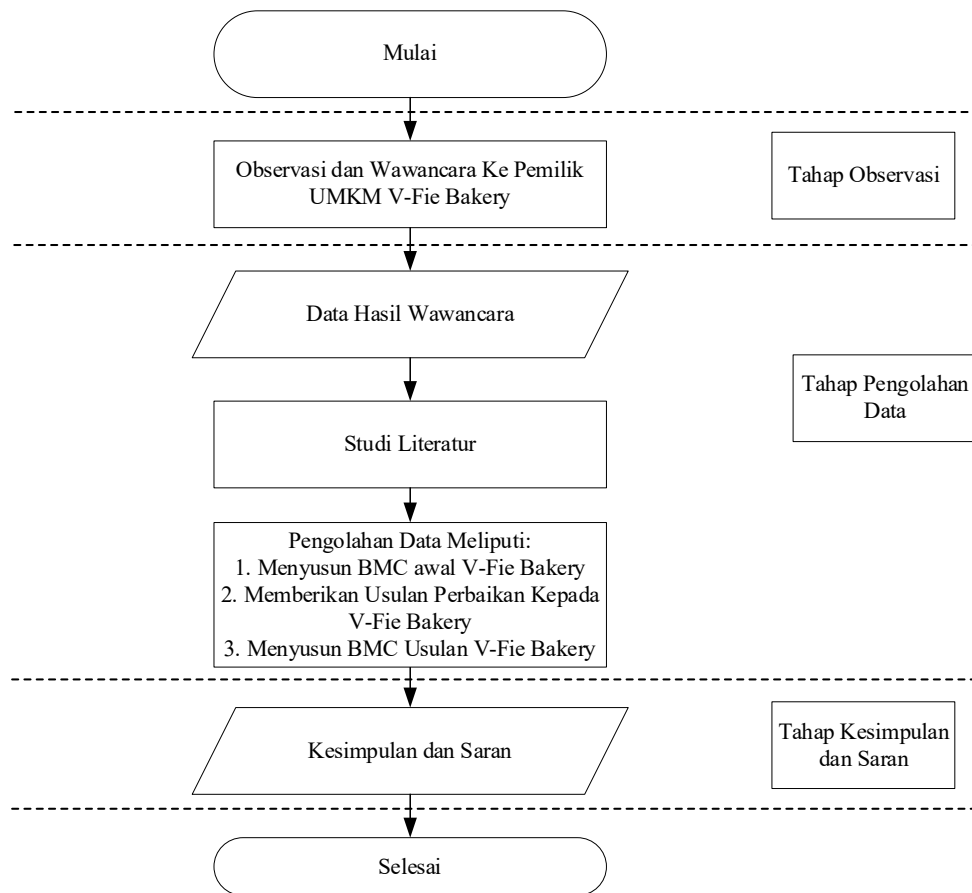 Mulai
Observasi dan Wawancara Ke Pemilik
UMKM V-Fie Bakery
Tahap Observasi
Data Hasil Wawancara
Tahap Pengolahan
Data
Studi Literatur
Pengolahan Data Meliputi:
1. Menyusun BMC awal V-Fie Bakery
2. Memberikan Usulan Perbaikan Kepada
V-Fie Bakery
3. Menyusun BMC Usulan V-Fie Bakery
Kesimpulan dan Saran
Tahap Kesimpulan
dan Saran
Selesai